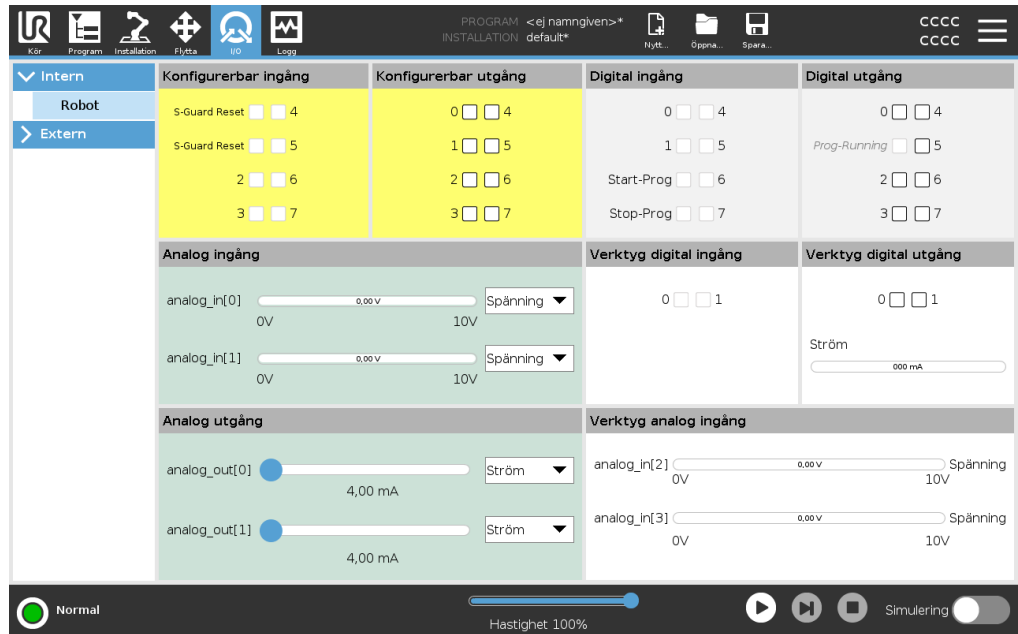 UR
PROGRAM <ej namngiven>*
INSTALLATION default*
Kör Program Installation Flytta I/O Logg
Nytt... Öppna... Spara...
CCCC
CCCC
Intern
Robot
Extern
Konfigurerbar ingång
S-Guard Reset 4
S-Guard Reset 5
2 6
3 7
Konfigurerbar utgång
0 4
1 5
2 6
3 7
Digital ingång
0 4
1 5
Start-Prog 6
Stop-Prog 7
Digital utgång
0 4
Prog-Running 5
2 6
3 7
Analog ingång
analog_in[0] 0,00 V Spänning
0V 10V
analog_in[1] 0,00 V Spänning
0V 10V
Verktyg digital ingång
0 1
Verktyg digital utgång
0 1
Ström
000 mA
Analog utgång
analog_out[0] Ström
4,00 mA
analog_out[1] Ström
4,00 mA
Verktyg analog ingång
analog_in[2] 0,00 V Spänning
0V 10V
analog_in[3] 0,00 V Spänning
0V 10V
Normal
Hastighet 100%
Simulering